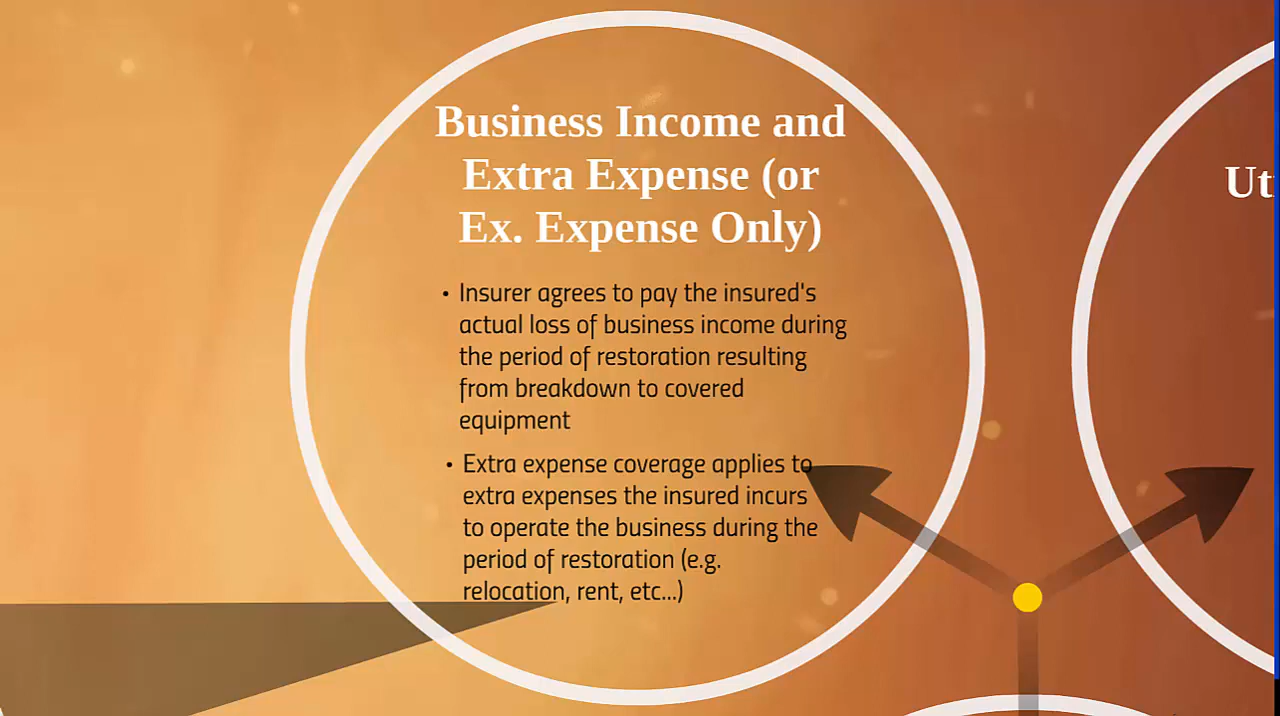 Business Income and
Extra Expense (or
Ex. Expense Only)
• Insurer agrees to pay the insured's
actual loss of business income during
the period of restoration resulting
from breakdown to covered
equipment
• Extra expense coverage applies to
extra expenses the insured incurs
to operate the business during the
period of restoration (e.g.
relocation, rent, etc...)